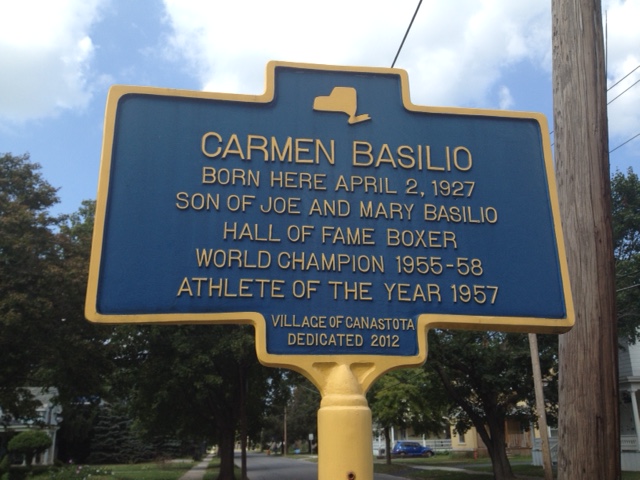 CARMEN BASILIO
BORN HERE APRIL 2, 1927
SON OF JOE AND MARY BASILIO
HALL OF FAME BOXER
WORLD CHAMPION 1955-58
ATHLETE OF THE YEAR 1957
VILLAGE OF CANASTOTA
DEDICATED 2012